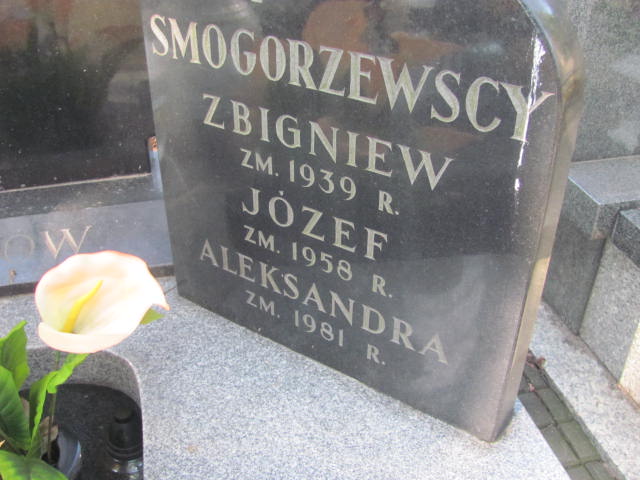 SMOGORZEWSCY
ZBIGNIEW
ZM. 1939 R.
JÓZEF
ZM. 1958 R.
ALEKSANDRA
ZM. 1981 R.